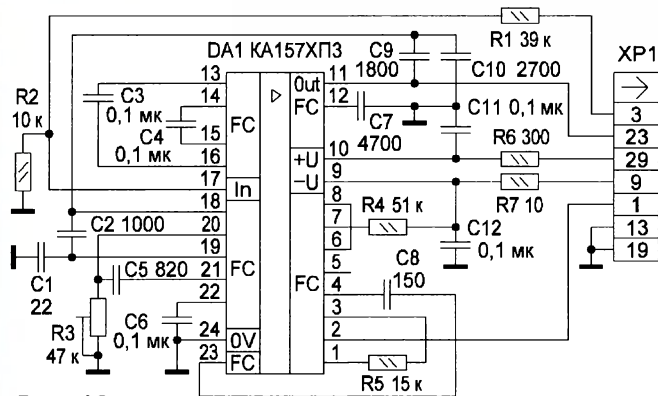 DA1 КА157ХП3
R1 39 к
XP1
C9
1800
C10 2700
R2
10 к
C3
0,1 мк
C4
0,1 мк
13
14
15
16
17
18
20
19
21
22
24
23
FC
In
FC
0V
FC
Out
FC
+U
−U
FC
11
12
10
9
8
7
6
5
4
3
2
1
C7
4700
C11 0,1 мк
R6 300
R7 10
R4 51 к
C12
0,1 мк
C8
150
R5 15 к
C2 1000
C1
22
C5 820
R3
47 к
C6
0,1 мк
3
23
29
9
1
13
19